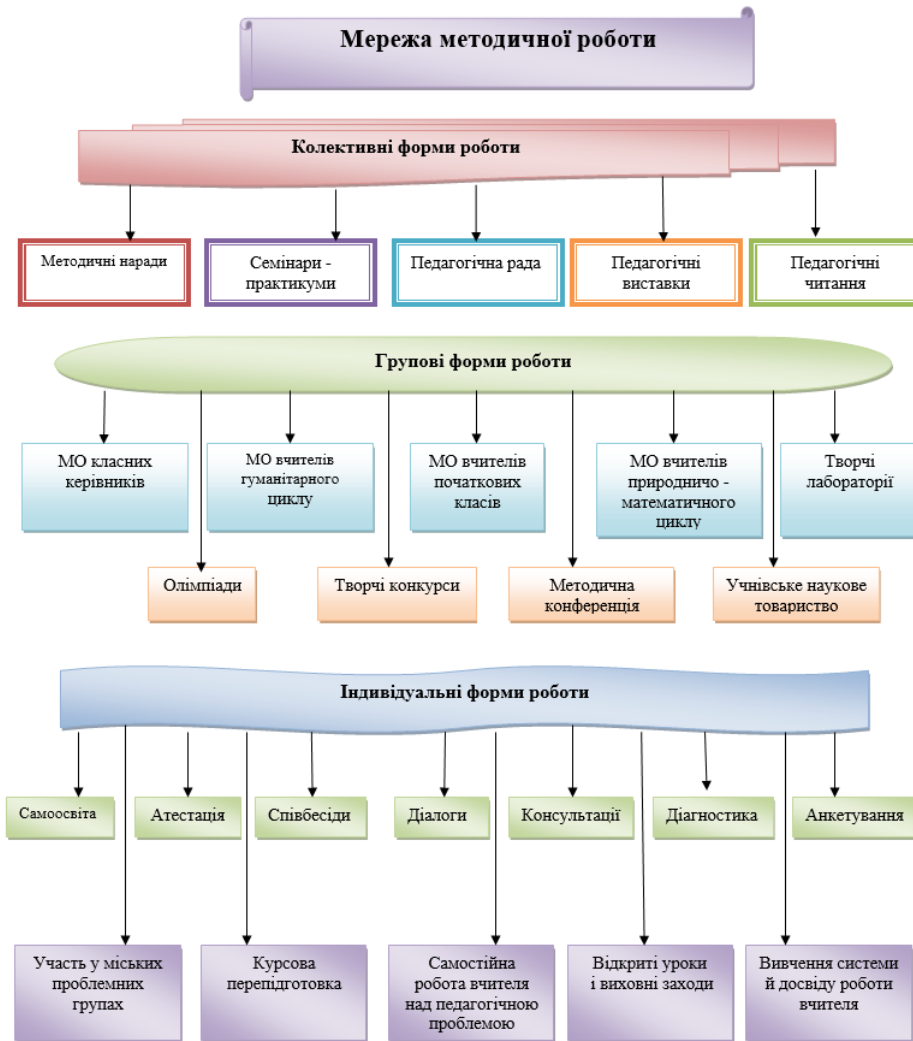 Мережа методичної роботи
Колективні форми роботи
Методичні наради
Семінари -
практикуми
Педагогічна рада
Педагогічні
виставки
Педагогічні
читання
Групові форми роботи
МО класних
керівників
МО вчителів
гуманітарного
циклу
МО вчителів
початкових
класів
МО вчителів
природничо -
математичного
циклу
Творчі
лабораторії
Олімпіади
Творчі конкурси
Методична
конференція
Учнівське наукове
товариство
Індивідуальні форми роботи
Самоосвіта
Атестація
Співбесіди
Діалоги
Консультації
Діагностика
Анкетування
Участь у міських
проблемних
групах
Курсова
перепідготовка
Самостійна
робота вчителя
над педагогічною
проблемою
Відкриті уроки
і виховні заходи
Вивчення системи
й досвіду роботи
вчителя